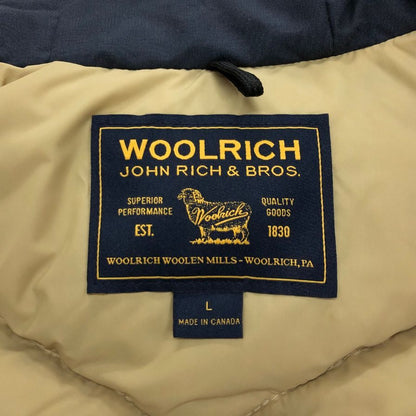 WOOLRICH
JOHN RICH & BROS.
SUPERIOR PERFORMANCE
EST.
Woolrich
QUALITY GOODS
1830
WOOLRICH WOOLEN MILLS - WOOLRICH, PA
L
MADE IN CANADA